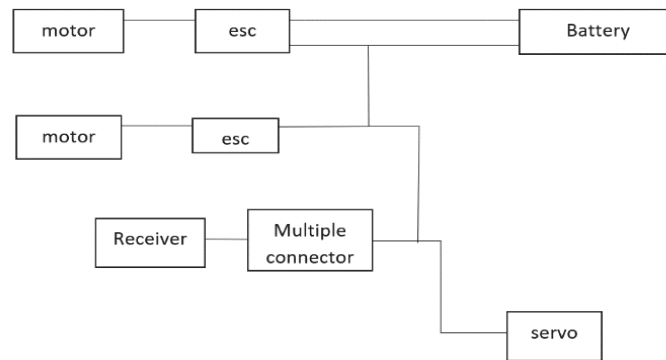 motor
esc
Battery
motor
esc
Receiver
Multiple
connector
servo